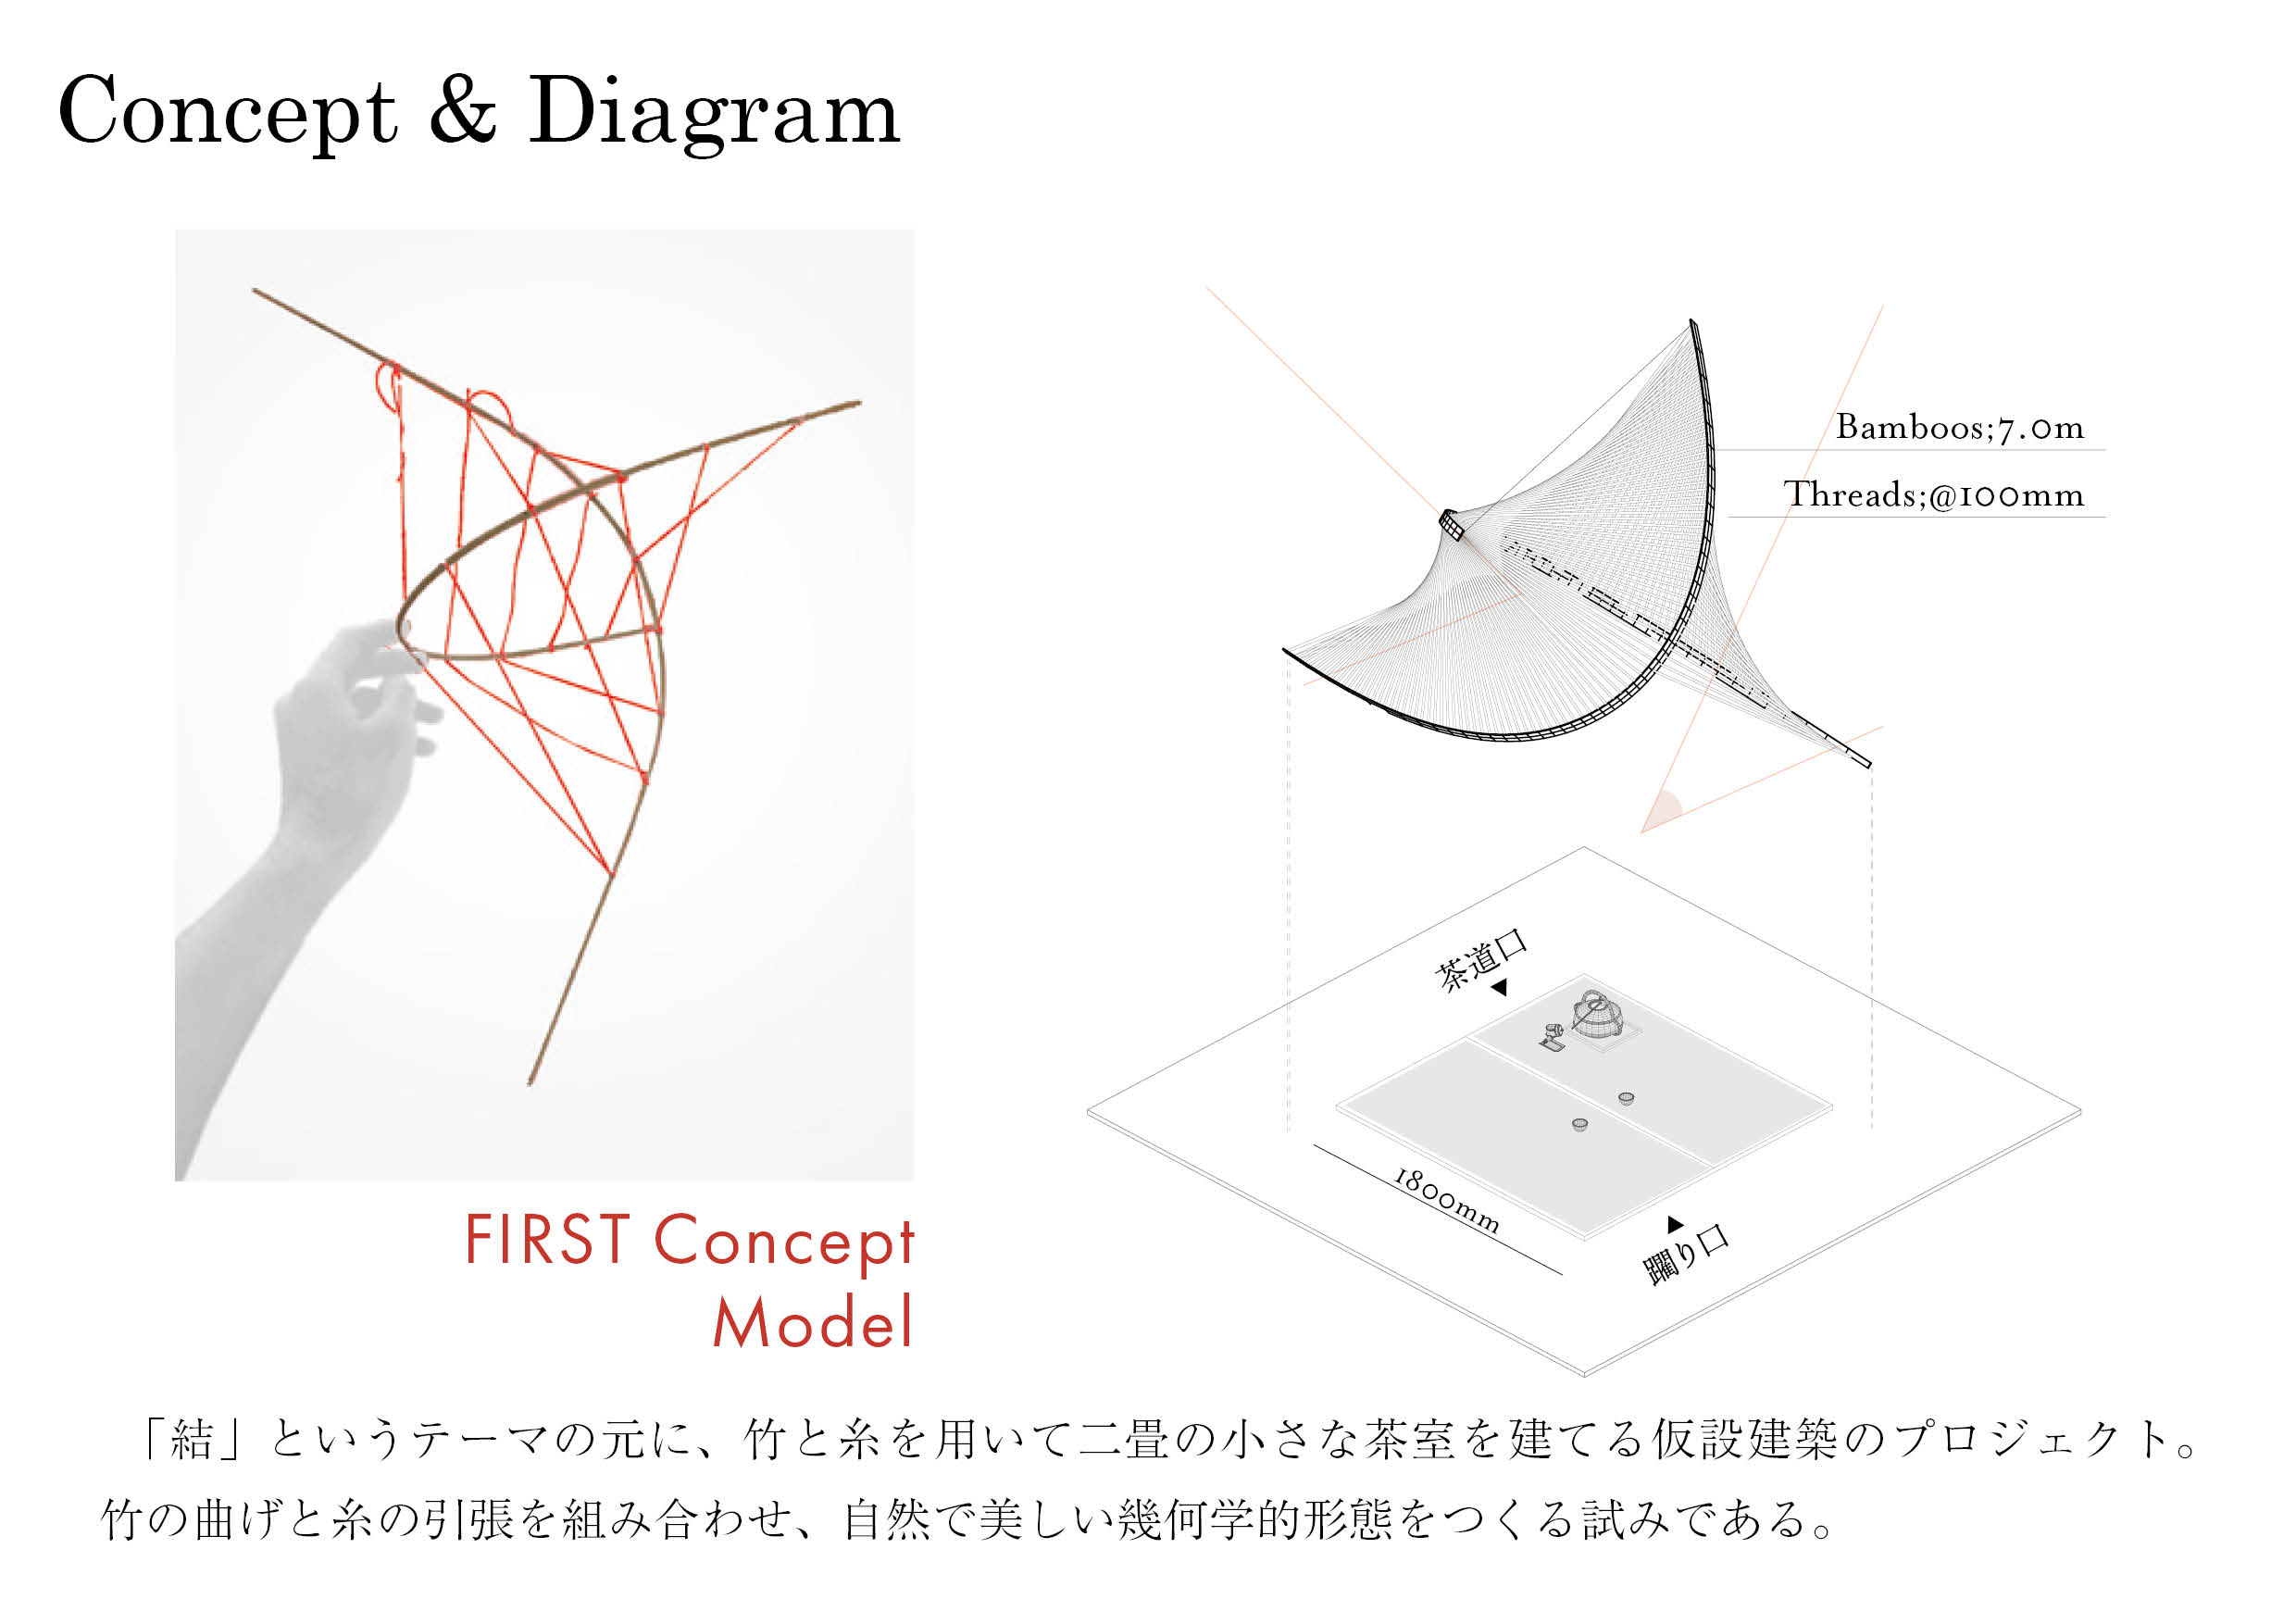 Concept & Diagram
Bamboos;7.0m
Threads;@100mm
茶道口
1800mm
躙り口
FIRST Concept
Model
「結」というテーマの元に、竹と糸を用いて二畳の小さな茶室を建てる仮設建築のプロジェクト。
竹の曲げと糸の引張を組み合わせ、自然で美しい幾何学的形態をつくる試みである。